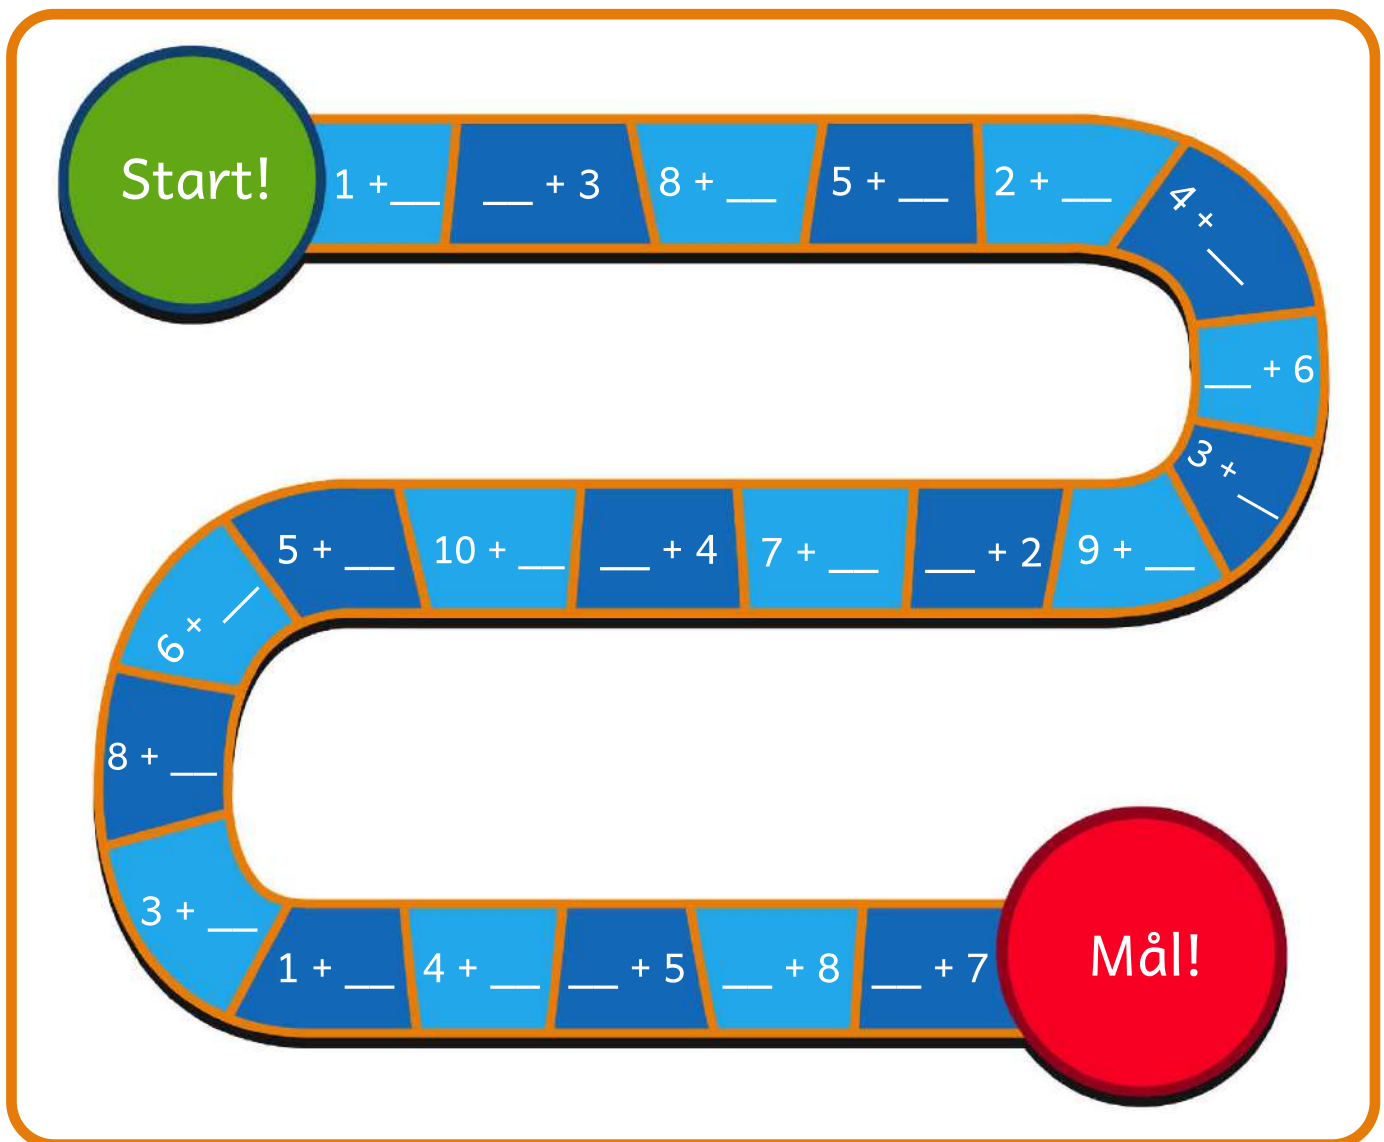 Start!
1 +__
__ + 3
8 + __
5 + __
2 + __
4 + __
__ + 6
3 + __
9 + __
__ + 2
7 + __
__ + 4
10 + __
5 + __
6 + __
8 + __
3 + __
1 + __
4 + __
__ + 5
__ + 8
__ + 7
Mål!